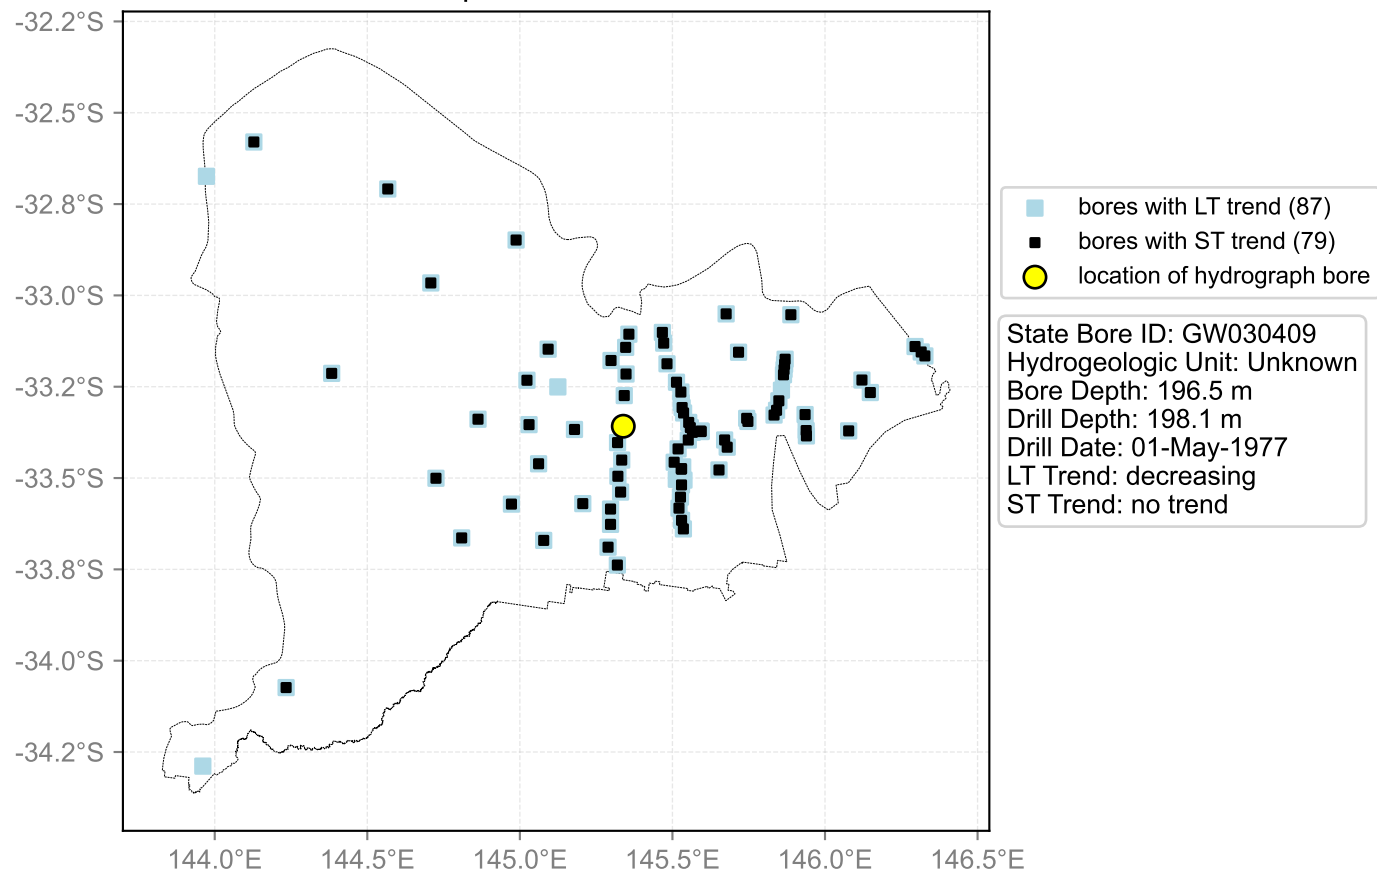 -32.2°S
-32.5°S
-32.8°S
-33.0°S
-33.2°S
-33.5°S
-33.8°S
-34.0°S
-34.2°S
144.0°E
144.5°E
145.0°E
145.5°E
146.0°E
146.5°E
bores with LT trend (87)
bores with ST trend (79)
location of hydrograph bore
State Bore ID: GW030409
Hydrogeologic Unit: Unknown
Bore Depth: 196.5 m
Drill Depth: 198.1 m
Drill Date: 01-May-1977
LT Trend: decreasing
ST Trend: no trend